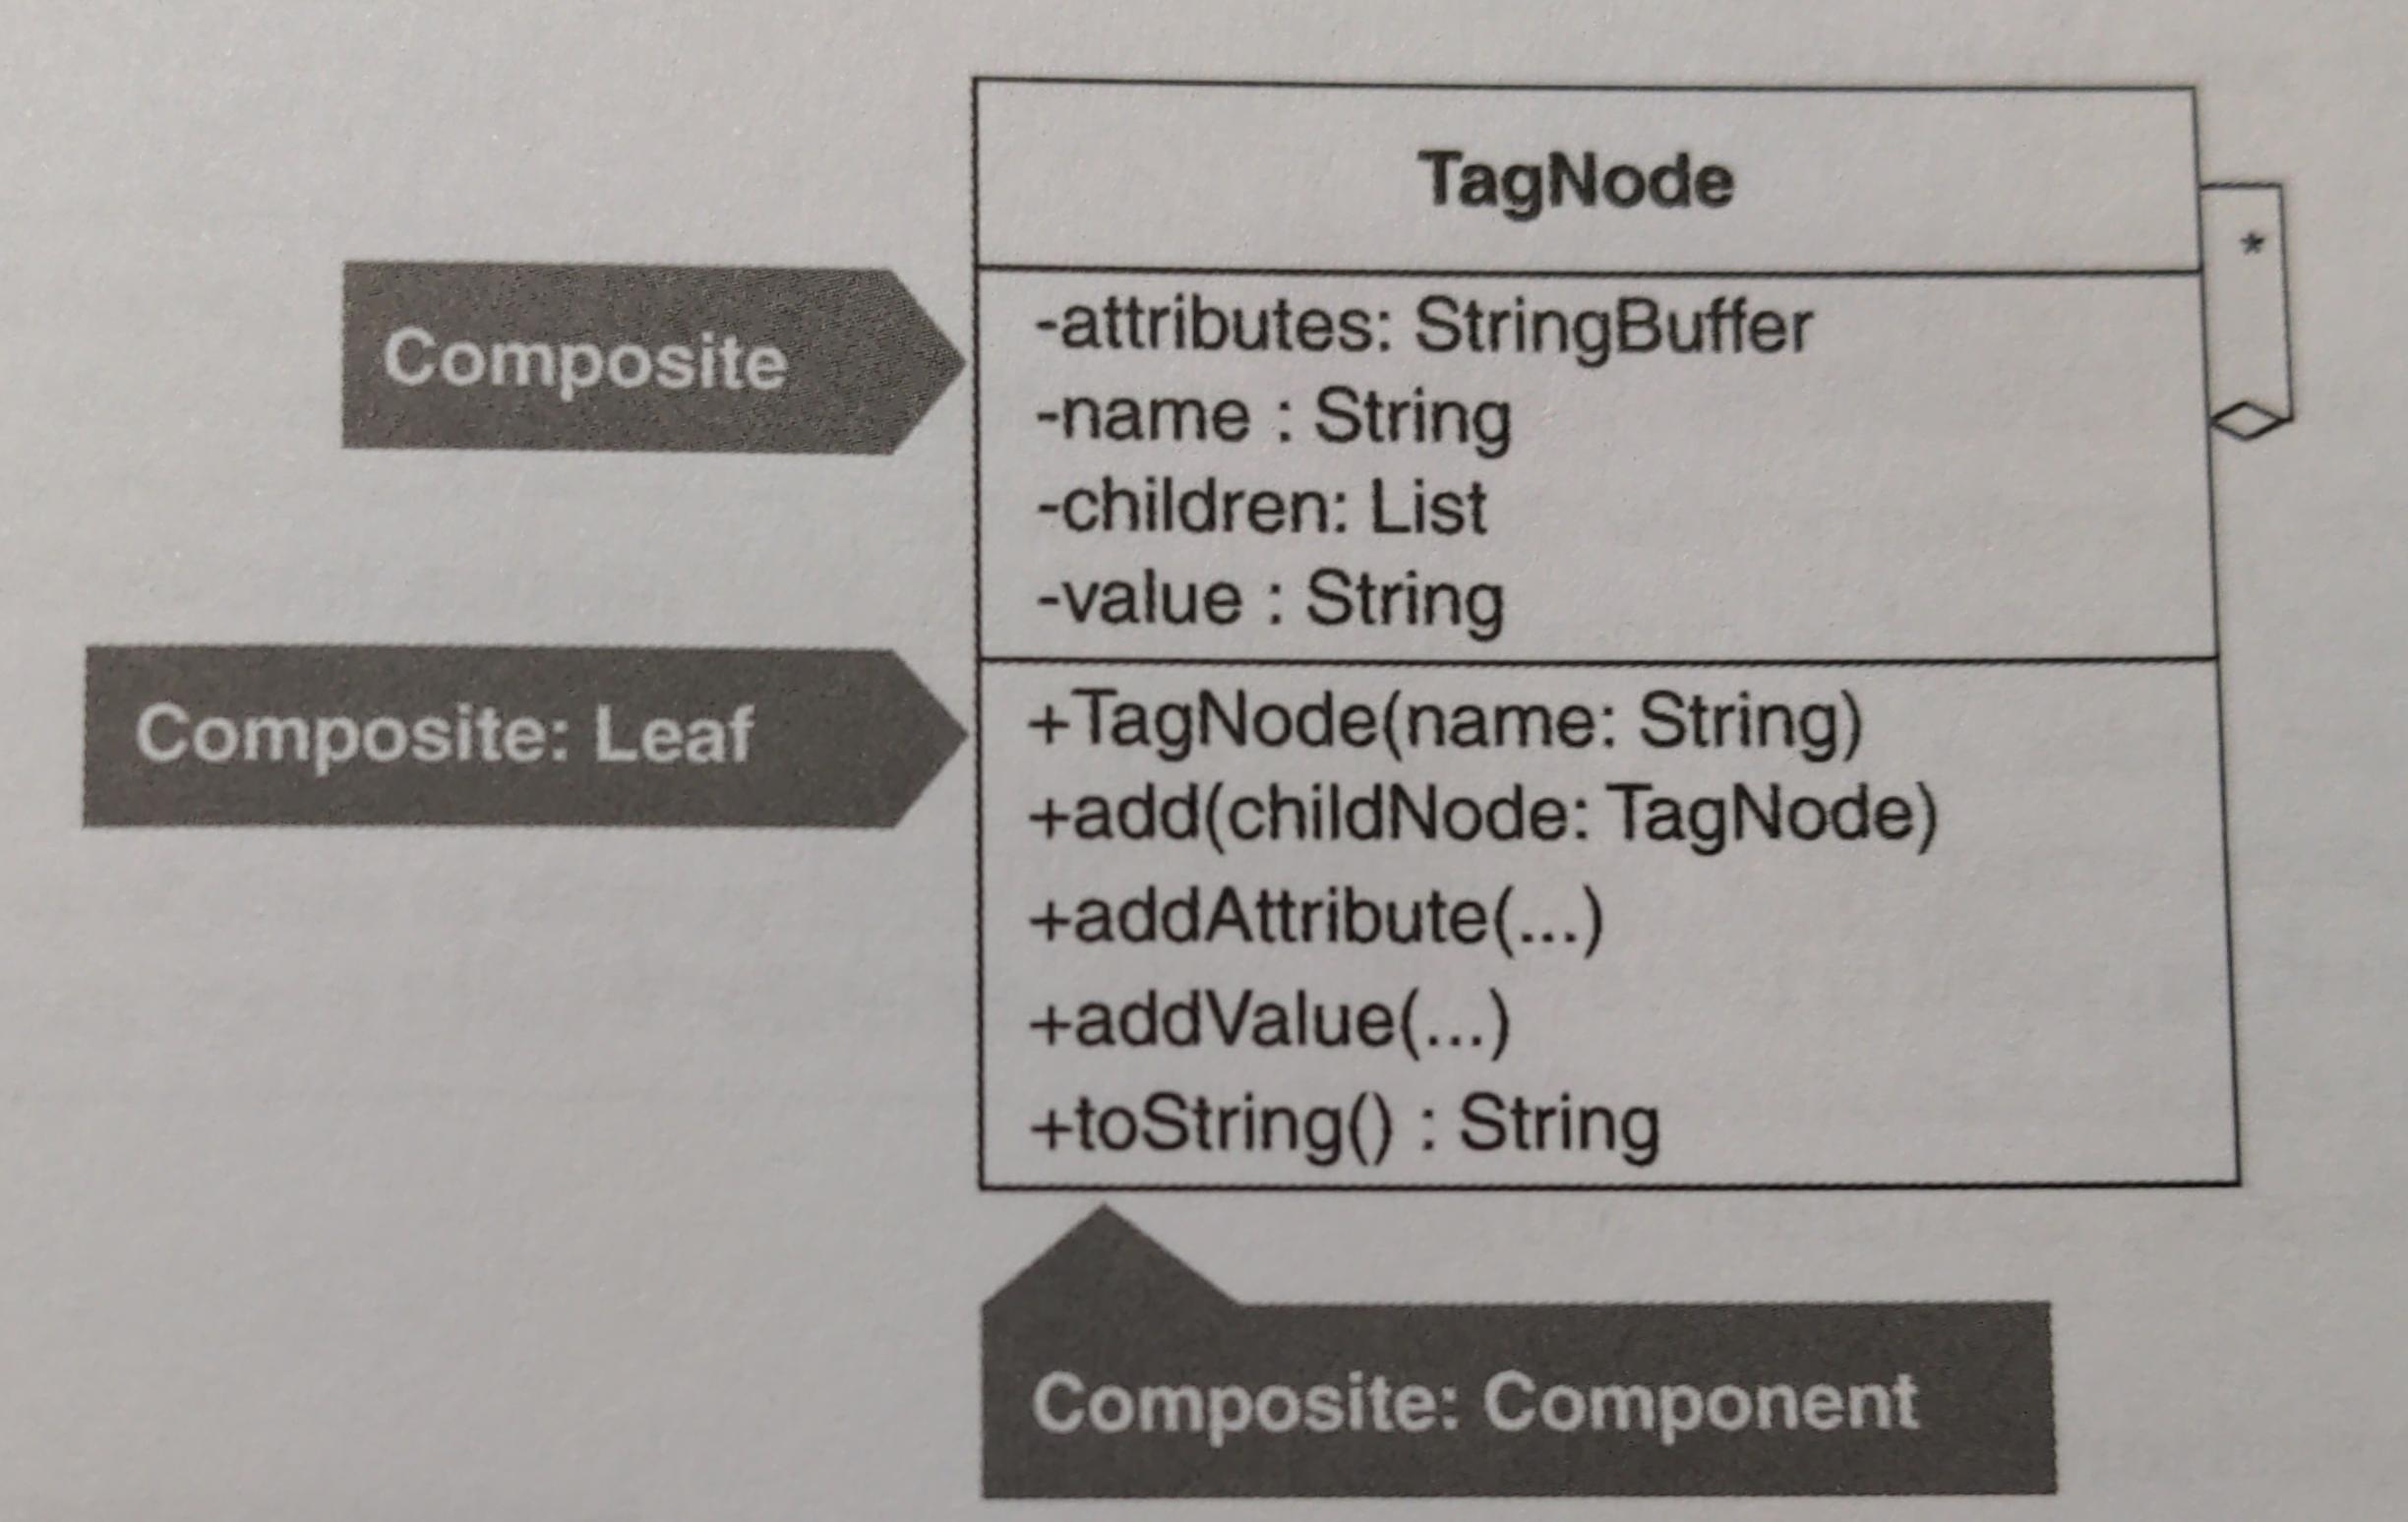 TagNode
*
Composite
-attributes: StringBuffer
-name : String
-children: List
-value : String
Composite: Leaf
+TagNode(name: String)
+add(childNode: TagNode)
+addAttribute(...)
+addValue(...)
+toString() : String
Composite: Component